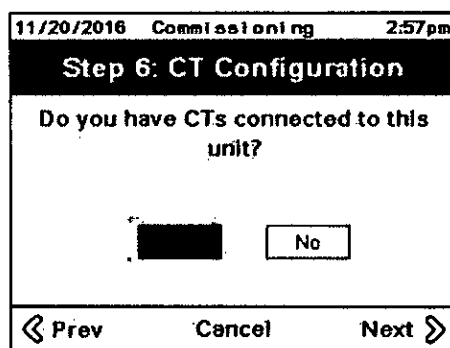 11/20/2016 Commissioning 2:57pm
Step 6: CT Configuration
Do you have CTs connected to this
unit?
No
Prev Cancel Next